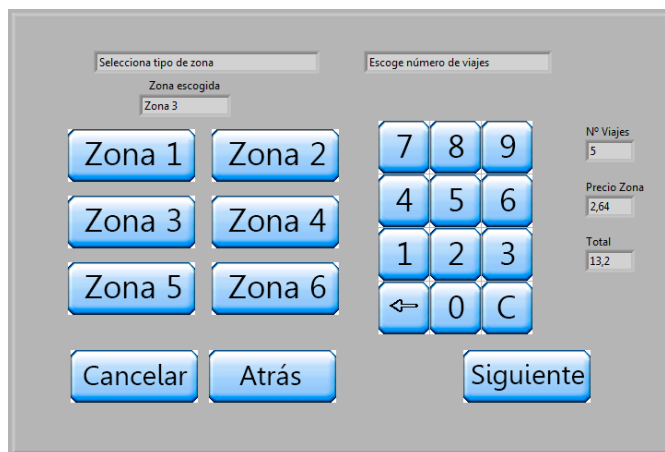 Selecciona tipo de zona
Escoge número de viajes
Zona escogida
Zona 3
Zona 1
Zona 2
Zona 3
Zona 4
Zona 5
Zona 6
7 8 9
4 5 6
1 2 3
0 C
Nº Viajes
5
Precio Zona
2,64
Total
13,2
Cancelar
Atrás
Siguiente